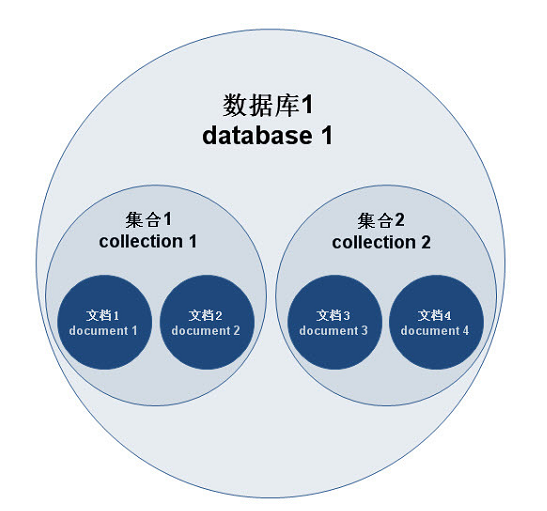 数据库1
database 1
集合1
collection 1
集合2
collection 2
文档1
document 1
文档2
document 2
文档3
document 3
文档4
document 4